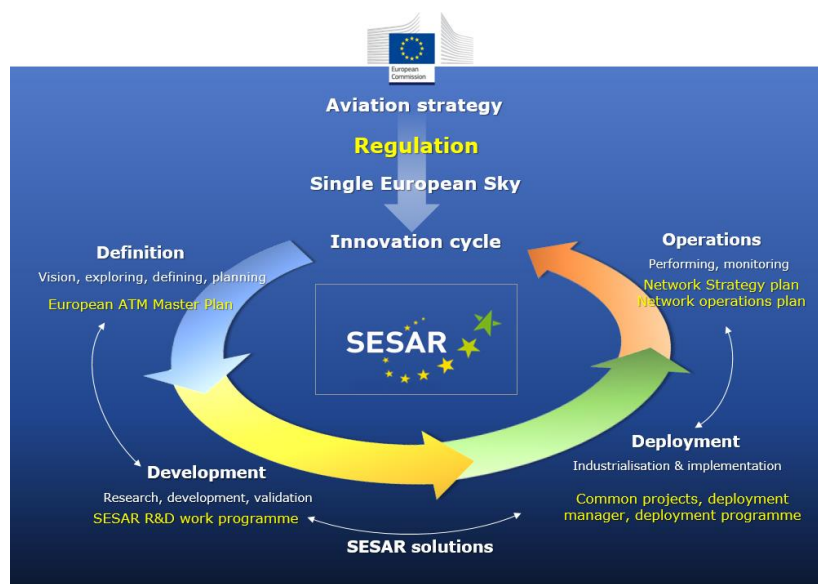 European
Commission
Aviation strategy
Regulation
Single European Sky
Innovation cycle
Definition
Vision, exploring, defining, planning
European ATM Master Plan
Operations
Performing, monitoring
Network Strategy plan
Network operations plan
SESAR
Development
Research, development, validation
SESAR R&D work programme
Deployment
Industrialisation & implementation
Common projects, deployment
manager, deployment programme
SESAR solutions